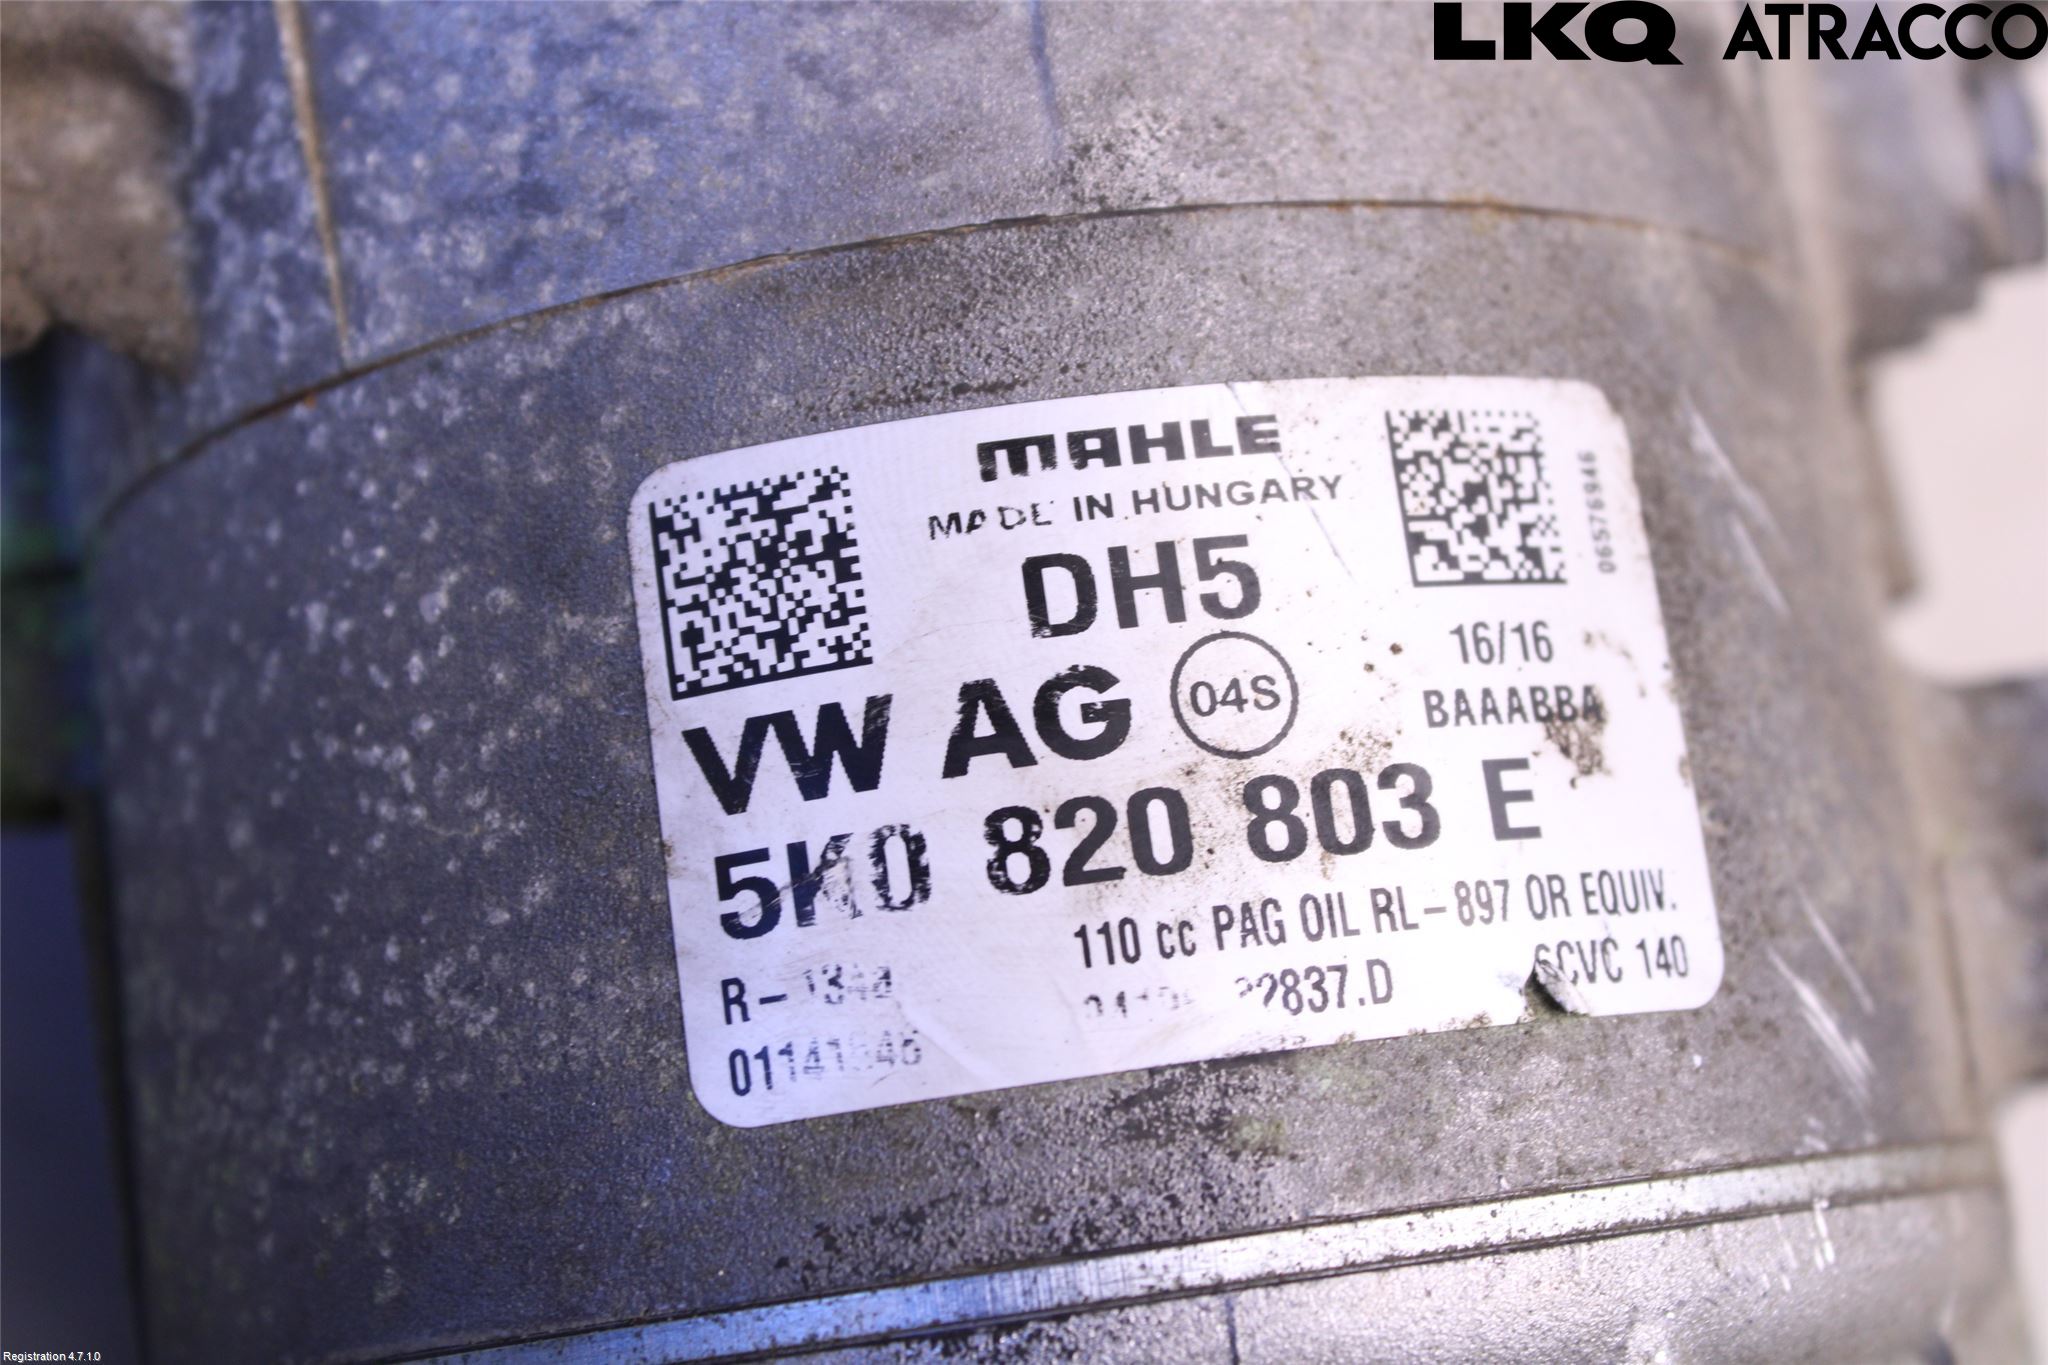 LKQ ATRACCO
MAHLE
MADE IN HUNGARY
DH5
06576946
16/16
VW AG 04S
BAAABBA
5K0 820 803 E
110 cc PAG OIL RL-897 OR EQUIV.
6CVC 140
Registration 4.7.1.0